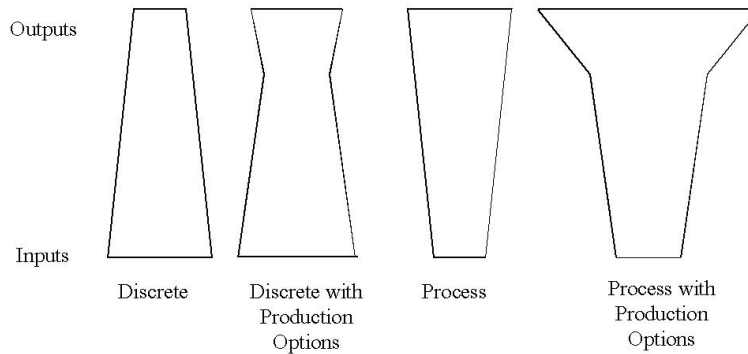 Outputs
Inputs
Discrete
Discrete with
Production
Options
Process
Process with
Production
Options